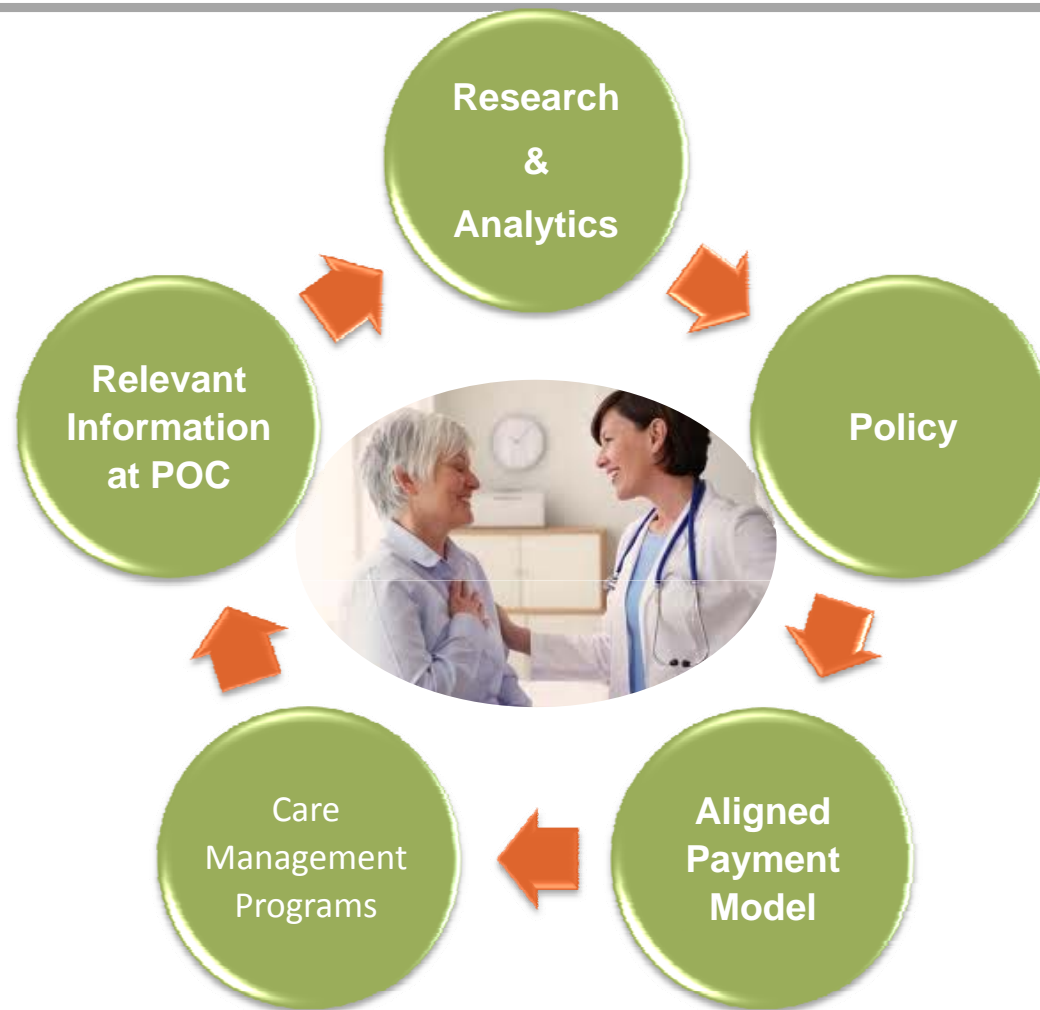 Research
&
Analytics
Policy
Aligned
Payment
Model
Care
Management
Programs
Relevant
Information
at POC